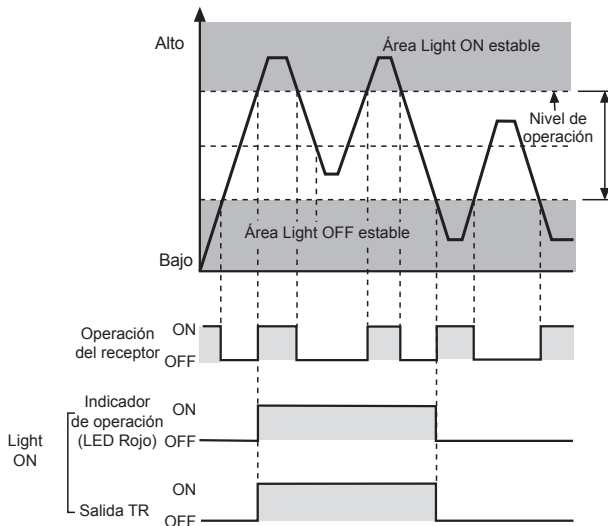 Alto
Área Light ON estable
Nivel de
operación
Área Light OFF estable
Bajo
Operación
del receptor
ON
OFF
Indicador
de operación
(LED Rojo)
ON
OFF
Light
ON
Salida TR
ON
OFF